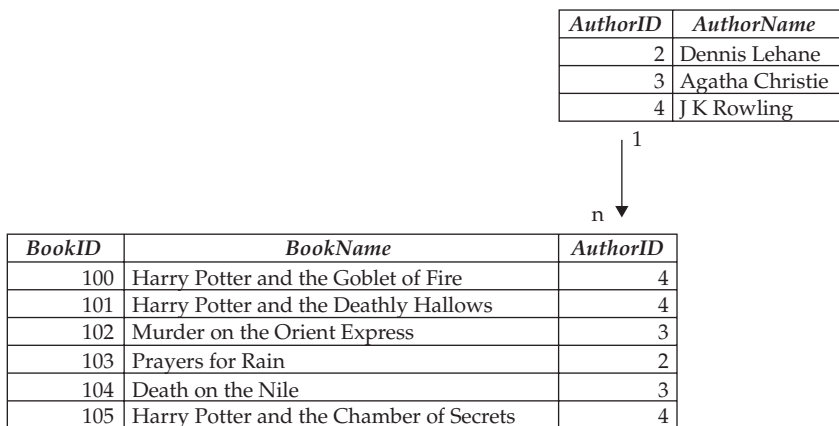 AuthorID AuthorName
2 Dennis Lehane
3 Agatha Christie
4 J K Rowling
1
n
BookID BookName AuthorID
100 Harry Potter and the Goblet of Fire 4
101 Harry Potter and the Deathly Hallows 4
102 Murder on the Orient Express 3
103 Prayers for Rain 2
104 Death on the Nile 3
105 Harry Potter and the Chamber of Secrets 4